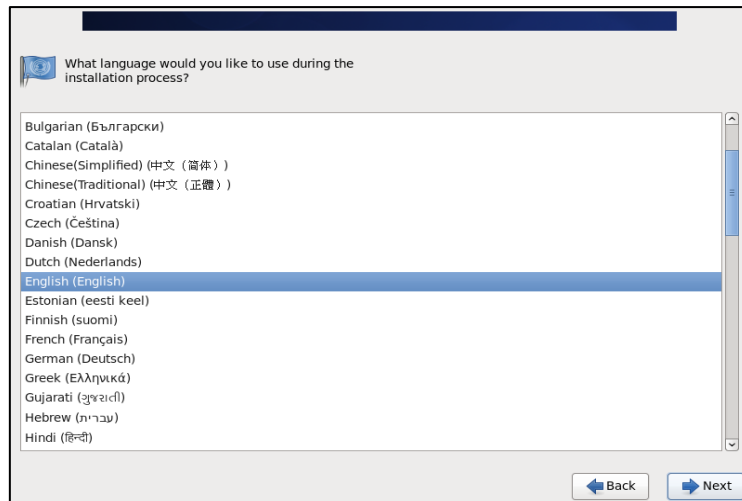 What language would you like to use during the
installation process?
Bulgarian (Български)
Catalan (Català)
Chinese(Simplified) (中文（简体）)
Chinese(Traditional) (中文（正體）)
Croatian (Hrvatski)
Czech (Čeština)
Danish (Dansk)
Dutch (Nederlands)
English (English)
Estonian (eesti keel)
Finnish (suomi)
French (Français)
German (Deutsch)
Greek (Ελληνικά)
Gujarati (ગુજરાતી)
Hebrew (עברית)
Hindi (हिन्दी)
Back
Next